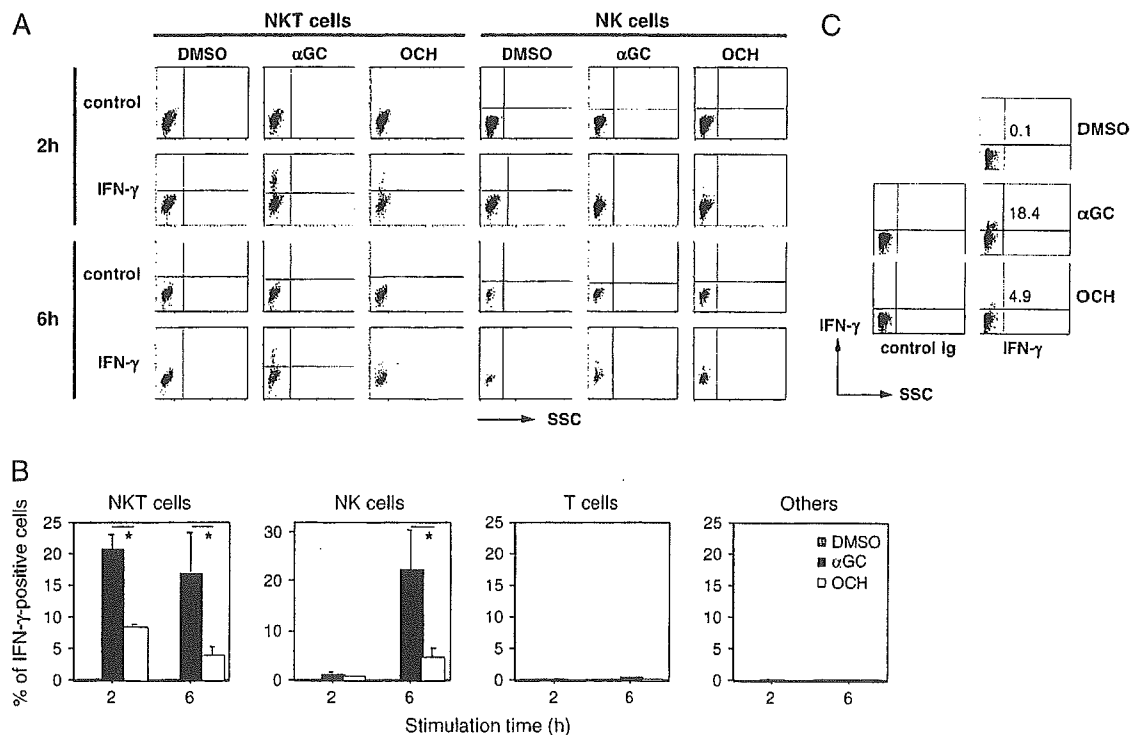 A
NKT cells
NK cells
DMSO αGC OCH DMSO αGC OCH
2h
control
IFN-γ
6h
control
IFN-γ
SSC
C
0.1
DMSO
18.4
αGC
4.9
OCH
IFN-γ
control Ig
IFN-γ
SSC
B
% of IFN-γ-positive cells
NKT cells
25
20
15
10
5
0
* *
2 6
NK cells
30
20
10
0
*
2 6
T cells
25
20
15
10
5
0
2 6
Others
25
20
15
10
5
0
DMSO
αGC
OCH
2 6
Stimulation time (h)